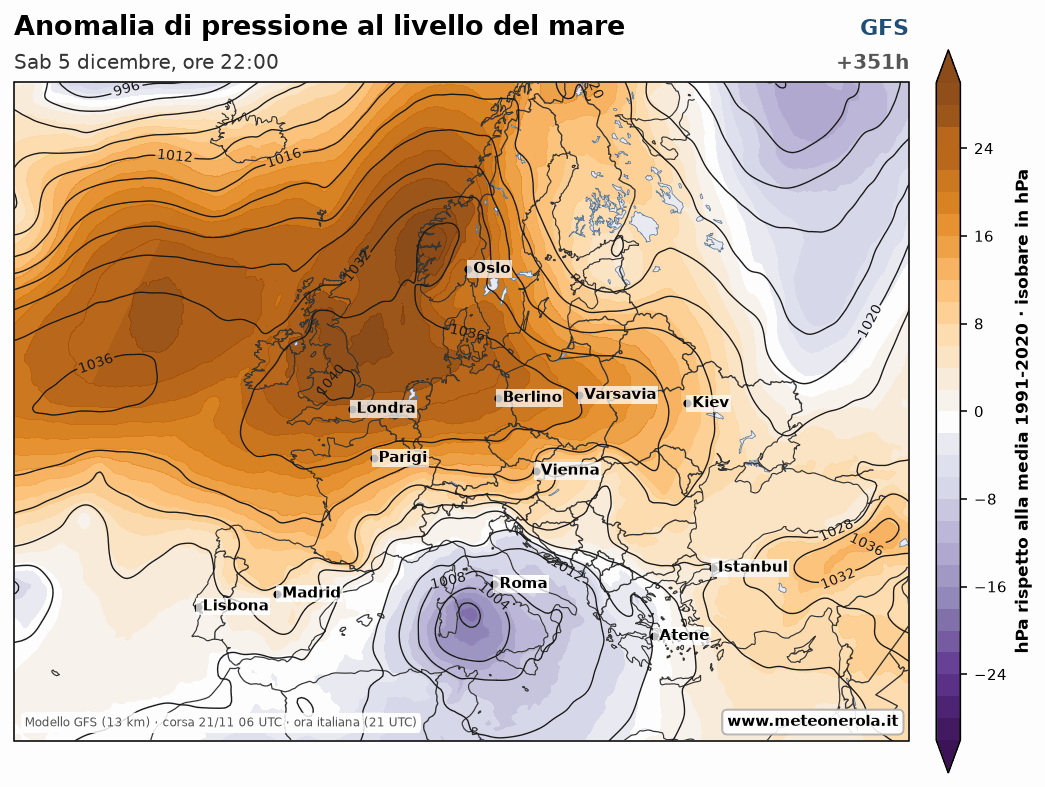 Anomalia di pressione al livello del mare
GFS
Sab 5 dicembre, ore 22:00
+351h
996
1012
1016
1032
Oslo
1020
1036
1036
1040
Londra
Berlino
Varsavia
Kiev
Parigi
Vienna
1028
1036
1032
1008
1004
Roma
Istanbul
Madrid
Lisbona
Atene
Modello GFS (13 km) · corsa 21/11 06 UTC · ora italiana (21 UTC)
www.meteonerola.it
24
16
8
0
−8
−16
−24
hPa rispetto alla media 1991-2020 · isobare in hPa